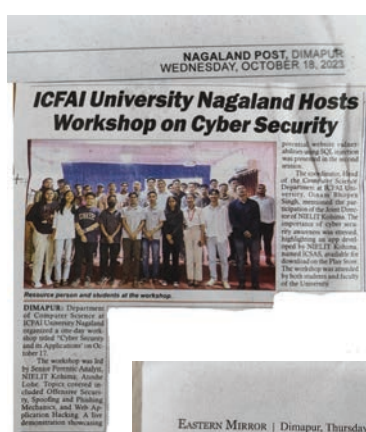 NAGALAND POST, DIMAPUR
WEDNESDAY, OCTOBER 18, 2023
ICFAI University Nagaland Hosts
Workshop on Cyber Security
Resource person and students at the workshop.
DIMAPUR: Department
of Computer Science at
ICFAI University Nagaland
organized a one-day work-
shop titled "Cyber Security
and its Applications' on Oc-
tober 17.
The workshop was led
by Senior Forensic Analyst,
NIELIT Kohima, Atoshe
Lohe. Topics covered in-
cluded Offensive Securi-
ty, Spoofing and Phishing
Mechanics, and Web Ap-
plication Hacking. A live
demonstration showcasing
potential website vulner-
abilities using SQL injection
was presented in the second
session.
The coordinator, Head
of the Computer Science
Department at ICFAI Uni-
versity, Ongbi Bhopen
Singh, mentioned the par-
ticipation of the Joint Direc-
tor of NIELIT Kohima. The
importance of cyber secu-
rity awareness was stressed,
highlighting an app devel-
oped by NIELIT Kohima,
named ICSAS, available for
download on the Play Store.
The workshop was attended
by both students and faculty
of the University.
EASTERN MIRROR | Dimapur, Thursday